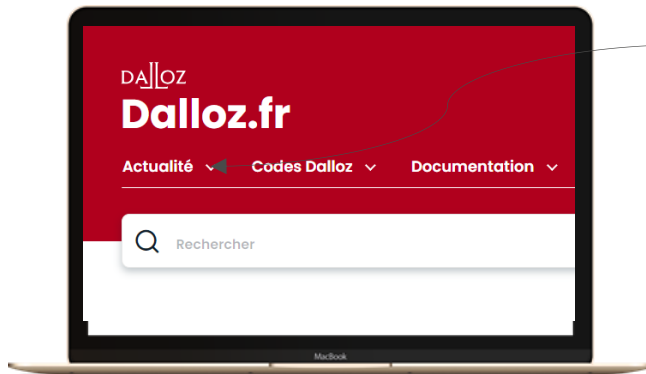 DALLOZ
Dalloz.fr
Actualité Codes Dalloz Documentation
Rechercher
MacBook